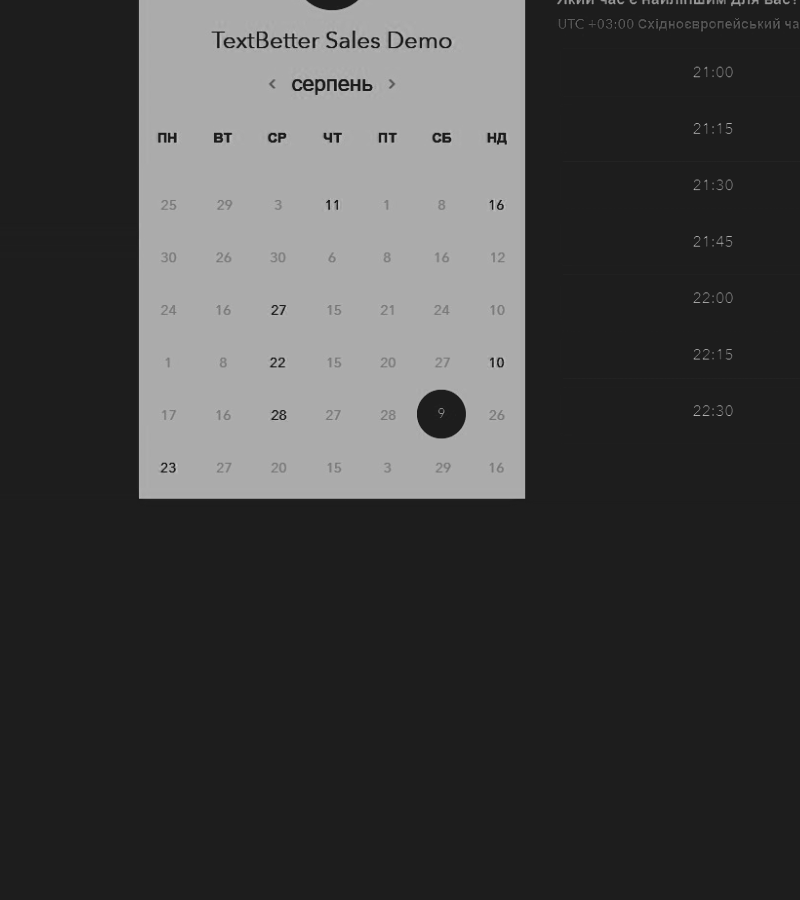 TextBetter Sales Demo
‹ серпень ›
ПН ВТ СР ЧТ ПТ СБ НД
25 29 3 11 1 8 16
30 26 30 6 8 16 12
24 16 27 15 21 24 10
1 8 22 15 20 27 10
17 16 28 27 28 9 26
23 27 20 15 3 29 16
Який час є найліпшим для вас?
UTC +03:00 Східноєвропейський ча
21:00
21:15
21:30
21:45
22:00
22:15
22:30